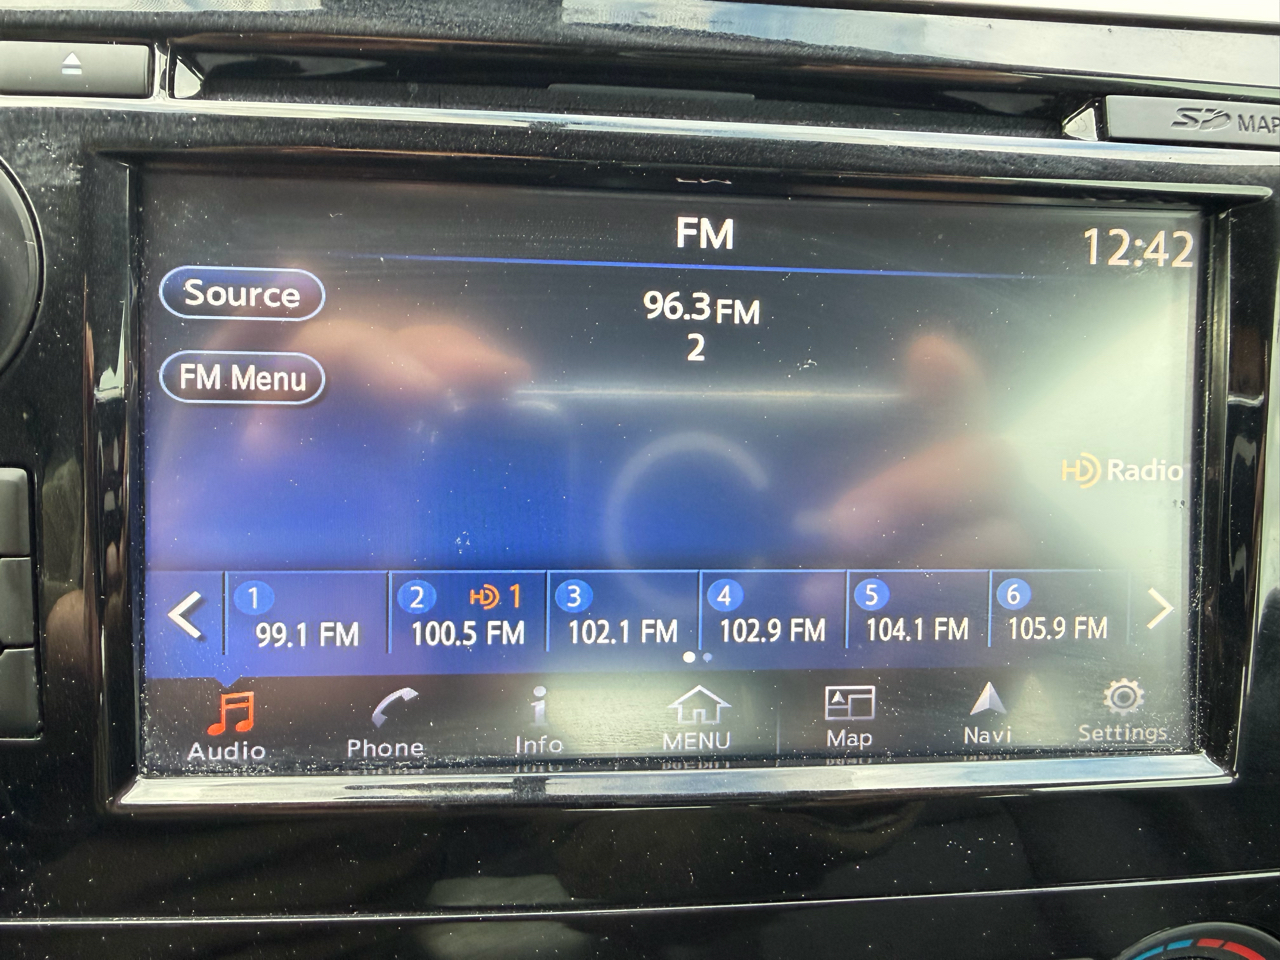 SD MAP
FM
12:42
Source
96.3 FM
2
FM Menu
HD Radio
1
99.1 FM
2 HD 1
100.5 FM
3
102.1 FM
4
102.9 FM
5
104.1 FM
6
105.9 FM
Audio
Phone
Info
MENU
Map
Navi
Settings